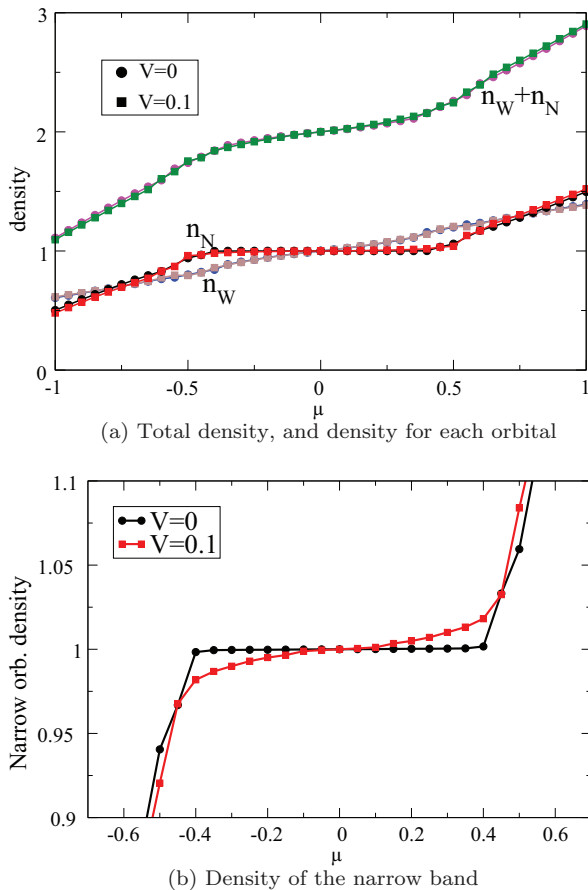 3
2
1
0
density
V=0
V=0.1
n_W+n_N
n_N
n_W
-1 -0.5 0 0.5 1
μ
(a) Total density, and density for each orbital
1.1
1.05
1
0.95
0.9
Narrow orb. density
V=0
V=0.1
-0.6 -0.4 -0.2 0 0.2 0.4 0.6
μ
(b) Density of the narrow band